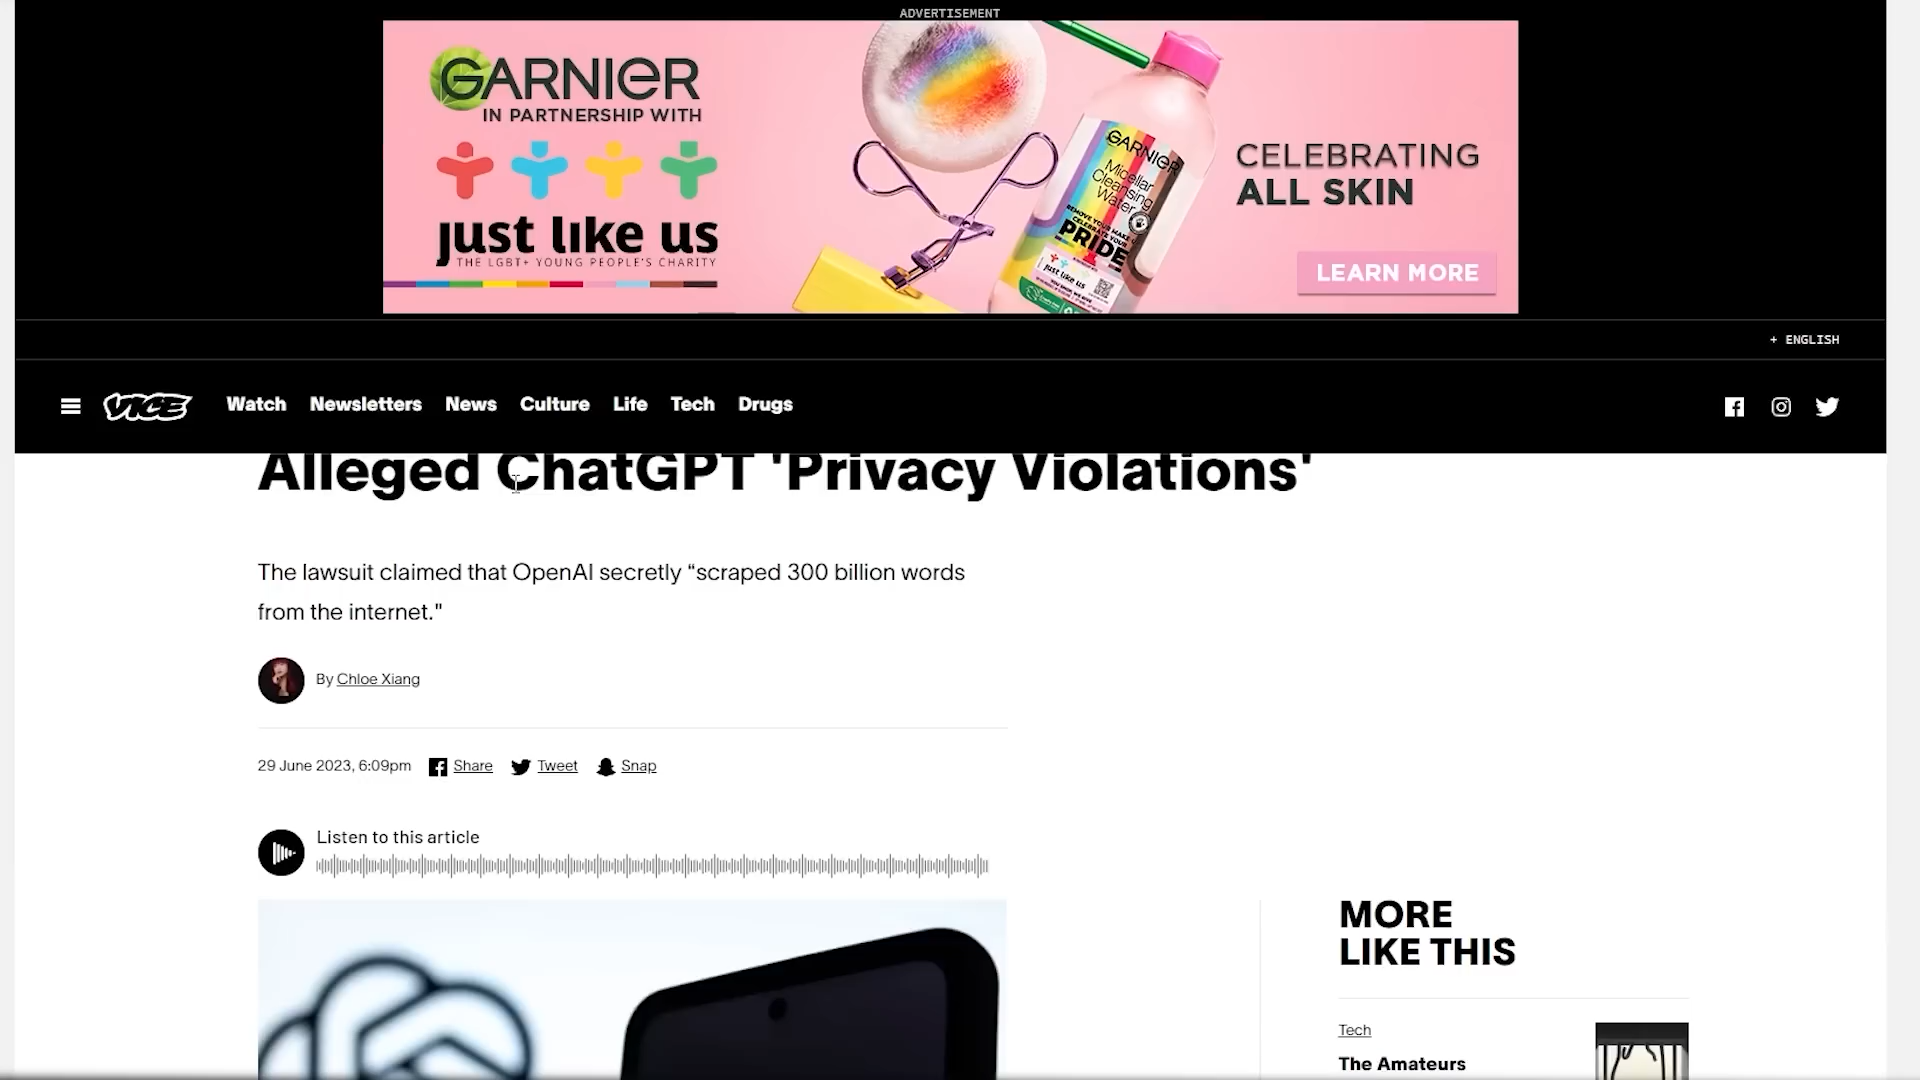 ADVERTISEMENT
GARNIER
IN PARTNERSHIP WITH
just like us
THE LGBT+ YOUNG PEOPLE'S CHARITY
GARNIER
Micellar
Cleansing
Water
PRIDE
just like us
CELEBRATING
ALL SKIN
LEARN MORE
+ ENGLISH
VICE Watch Newsletters News Culture Life Tech Drugs
Alleged ChatGPT 'Privacy Violations'
The lawsuit claimed that OpenAI secretly “scraped 300 billion words
from the internet."
By Chloe Xiang
29 June 2023, 6:09pm Share Tweet Snap
Listen to this article
MORE
LIKE THIS
Tech
The Amateurs